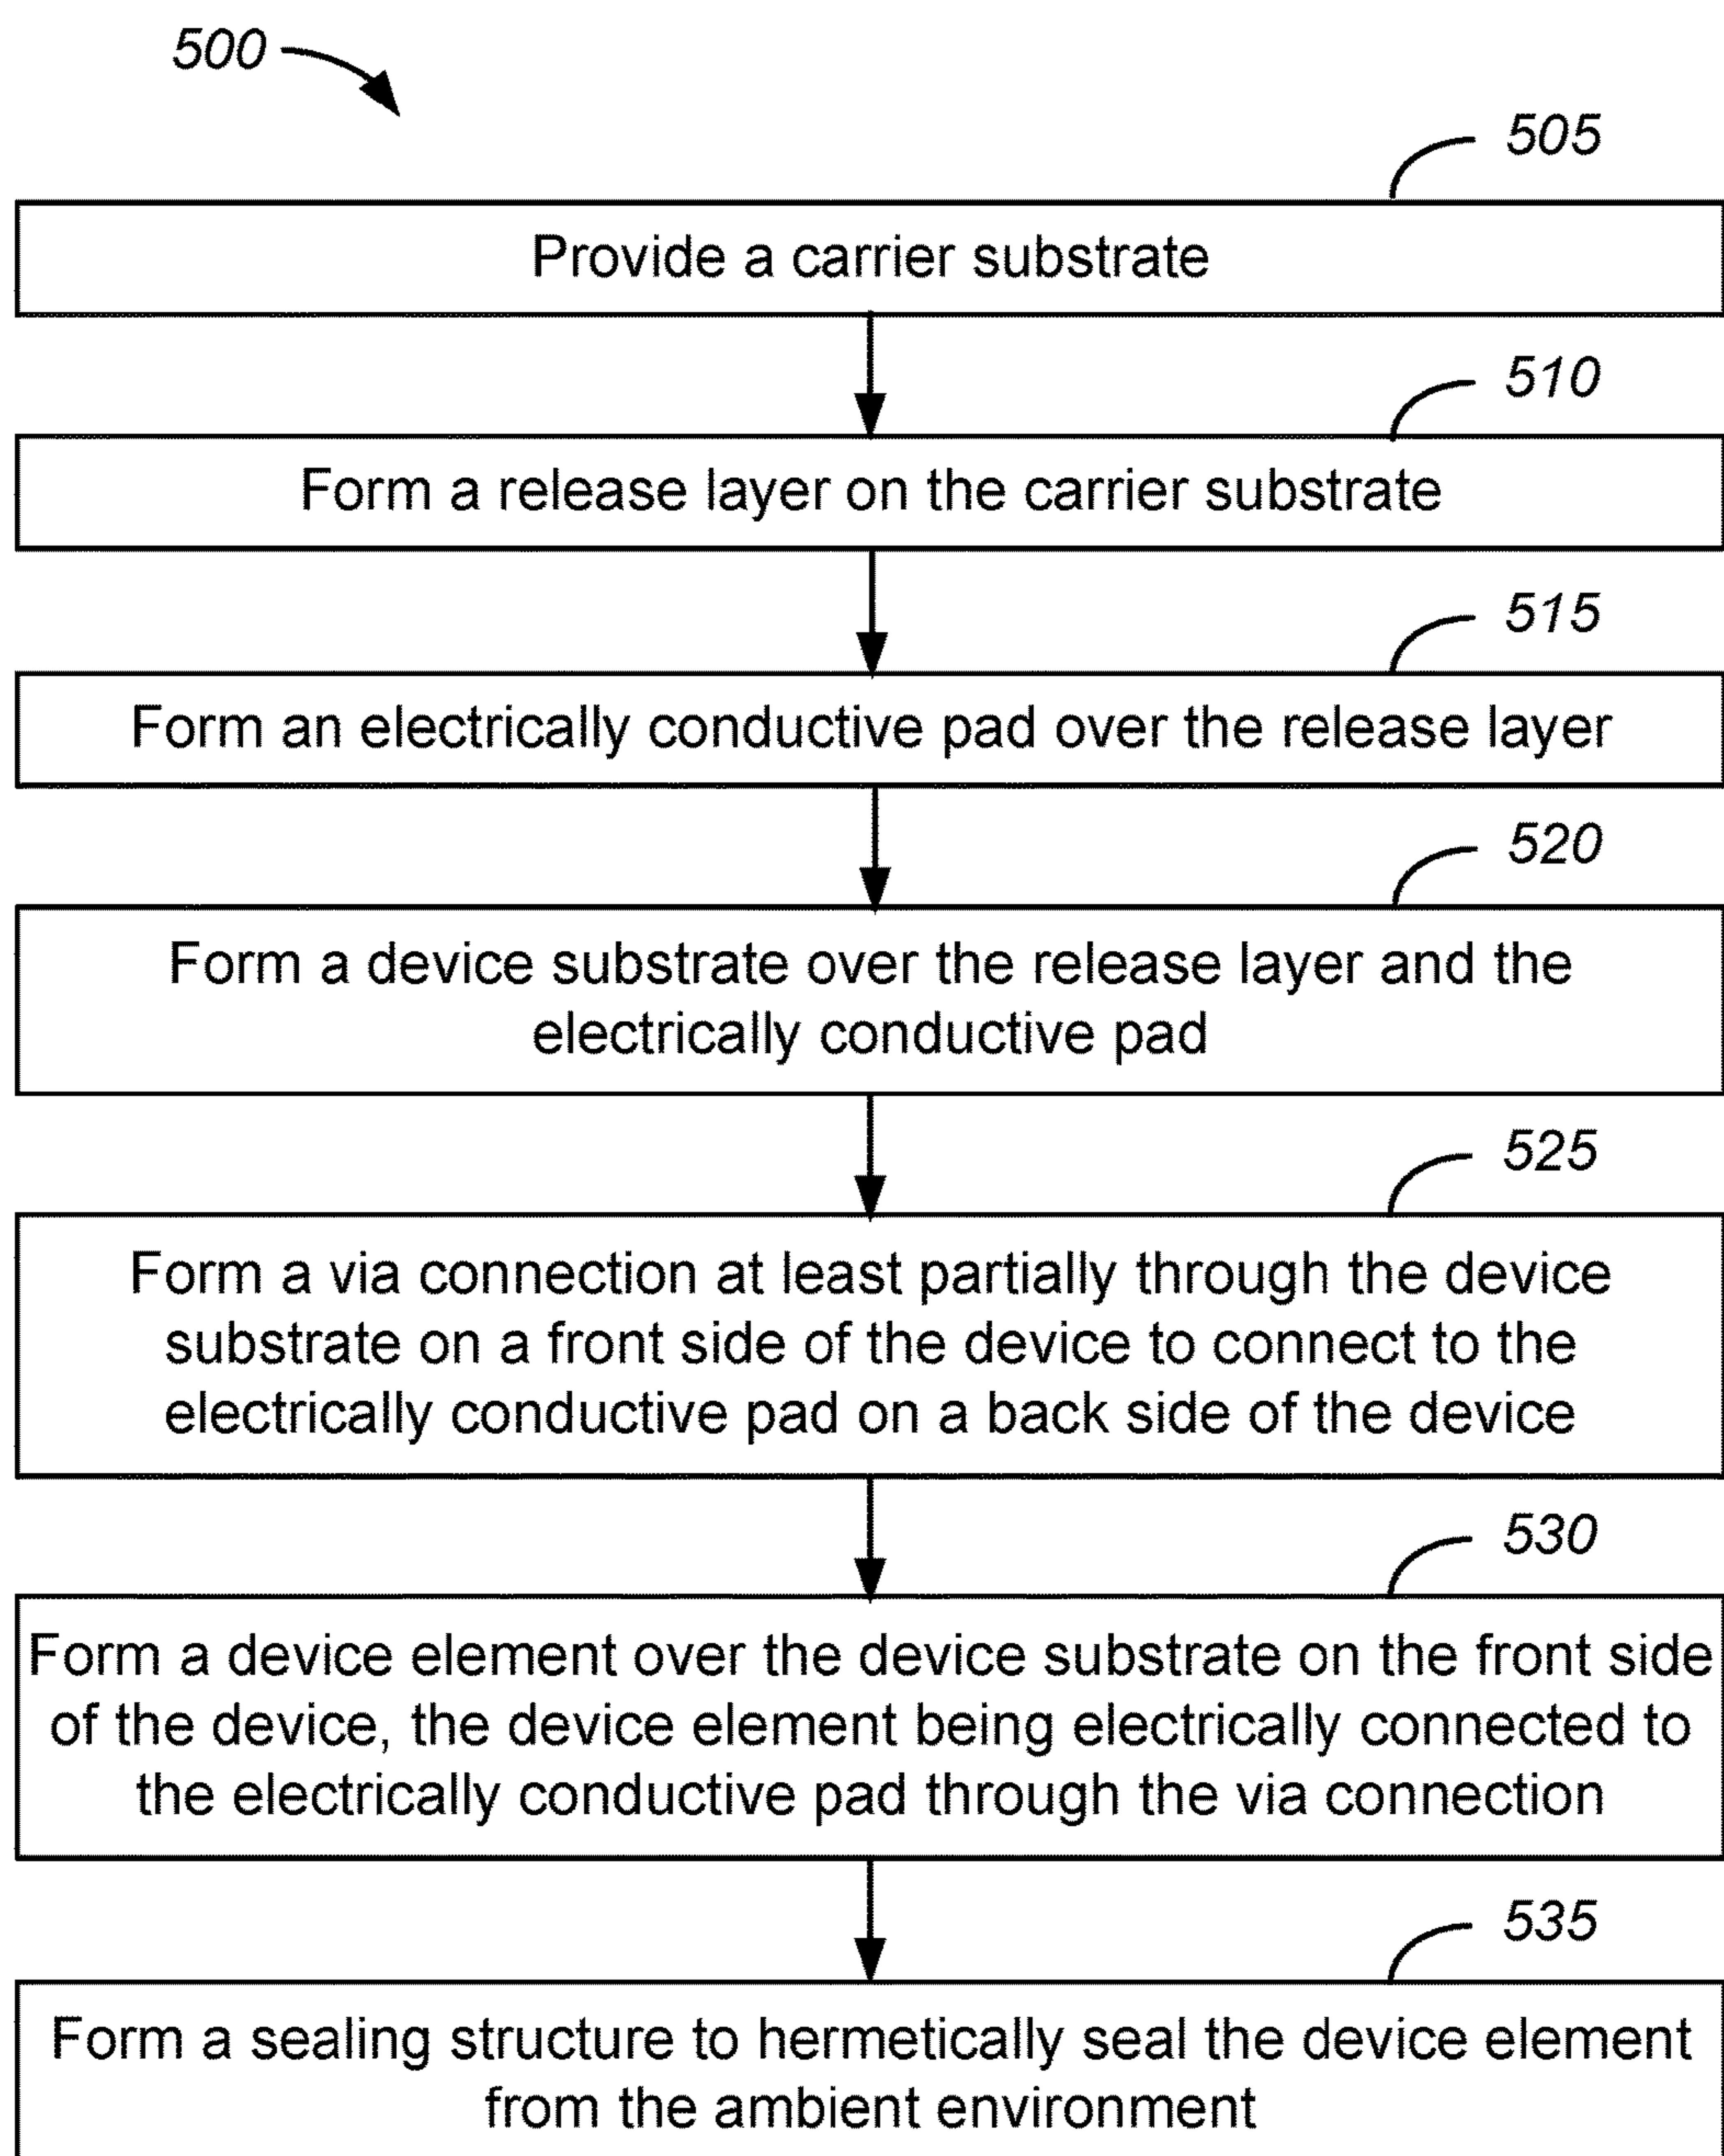 500
505
Provide a carrier substrate
510
Form a release layer on the carrier substrate
515
Form an electrically conductive pad over the release layer
520
Form a device substrate over the release layer and the
electrically conductive pad
525
Form a via connection at least partially through the device
substrate on a front side of the device to connect to the
electrically conductive pad on a back side of the device
530
Form a device element over the device substrate on the front side
of the device, the device element being electrically connected to
the electrically conductive pad through the via connection
535
Form a sealing structure to hermetically seal the device element
from the ambient environment